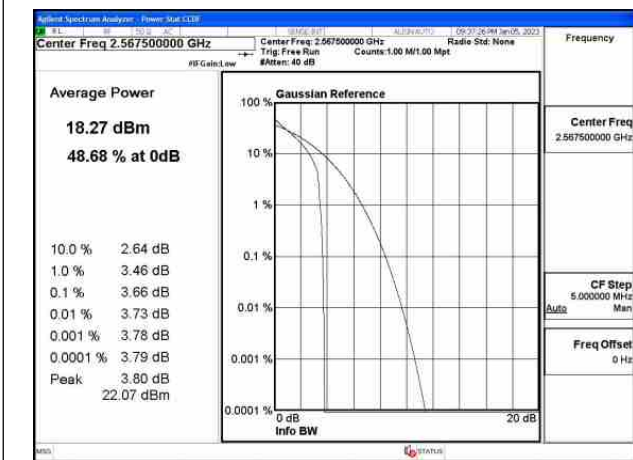 Agilent Spectrum Analyzer - Power Stat CCDF
RL RF 50 Ω AC SENSE:INT ALIGN AUTO 09:37:26 PM Jan 05, 2023
Center Freq 2.567500000 GHz
Center Freq: 2.567500000 GHz
Radio Std: None
Trig: Free Run
Counts:1.00 M/1.00 Mpt
#IFGain:Low
#Atten: 40 dB
Frequency
Average Power
18.27 dBm
48.68 % at 0dB
10.0 % 2.64 dB
1.0 % 3.46 dB
0.1 % 3.66 dB
0.01 % 3.73 dB
0.001 % 3.78 dB
0.0001 % 3.79 dB
Peak 3.80 dB
22.07 dBm
Gaussian Reference
100 %
10 %
1 %
0.1 %
0.01 %
0.001 %
0.0001 %
0 dB
20 dB
Info BW
Center Freq
2.567500000 GHz
CF Step
5.000000 MHz
Auto Man
Freq Offset
0 Hz
MSG
STATUS